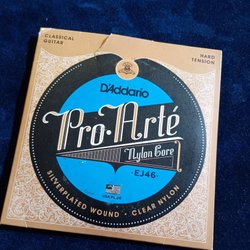 CLASSICAL
GUITAR
HARD
TENSION
D'Addario
Pro·Arté
Nylon Core
·EJ46·
SILVERPLATED WOUND · CLEAR NYLON